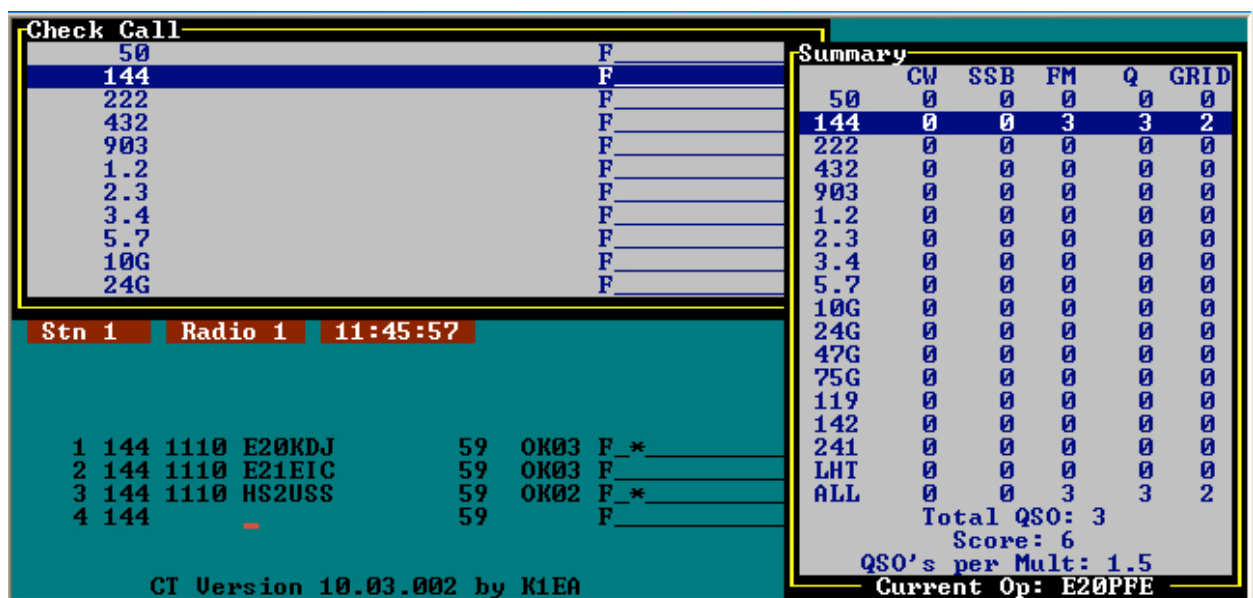 Check Call
50 F
144 F
222 F
432 F
903 F
1.2 F
2.3 F
3.4 F
5.7 F
10G F
24G F
Stn 1 Radio 1 11:45:57
1 144 1110 E20KDJ 59 OK03 F_*
2 144 1110 E21EIC 59 OK03 F
3 144 1110 HS2USS 59 OK02 F_*
4 144 _ 59 F
CT Version 10.03.002 by K1EA
Summary
CW SSB FM Q GRID
50 0 0 0 0 0
144 0 0 3 3 2
222 0 0 0 0 0
432 0 0 0 0 0
903 0 0 0 0 0
1.2 0 0 0 0 0
2.3 0 0 0 0 0
3.4 0 0 0 0 0
5.7 0 0 0 0 0
10G 0 0 0 0 0
24G 0 0 0 0 0
47G 0 0 0 0 0
75G 0 0 0 0 0
119 0 0 0 0 0
142 0 0 0 0 0
241 0 0 0 0 0
LHT 0 0 0 0 0
ALL 0 0 3 3 2
Total QSO: 3
Score: 6
QSO's per Mult: 1.5
Current Op: E20PFE